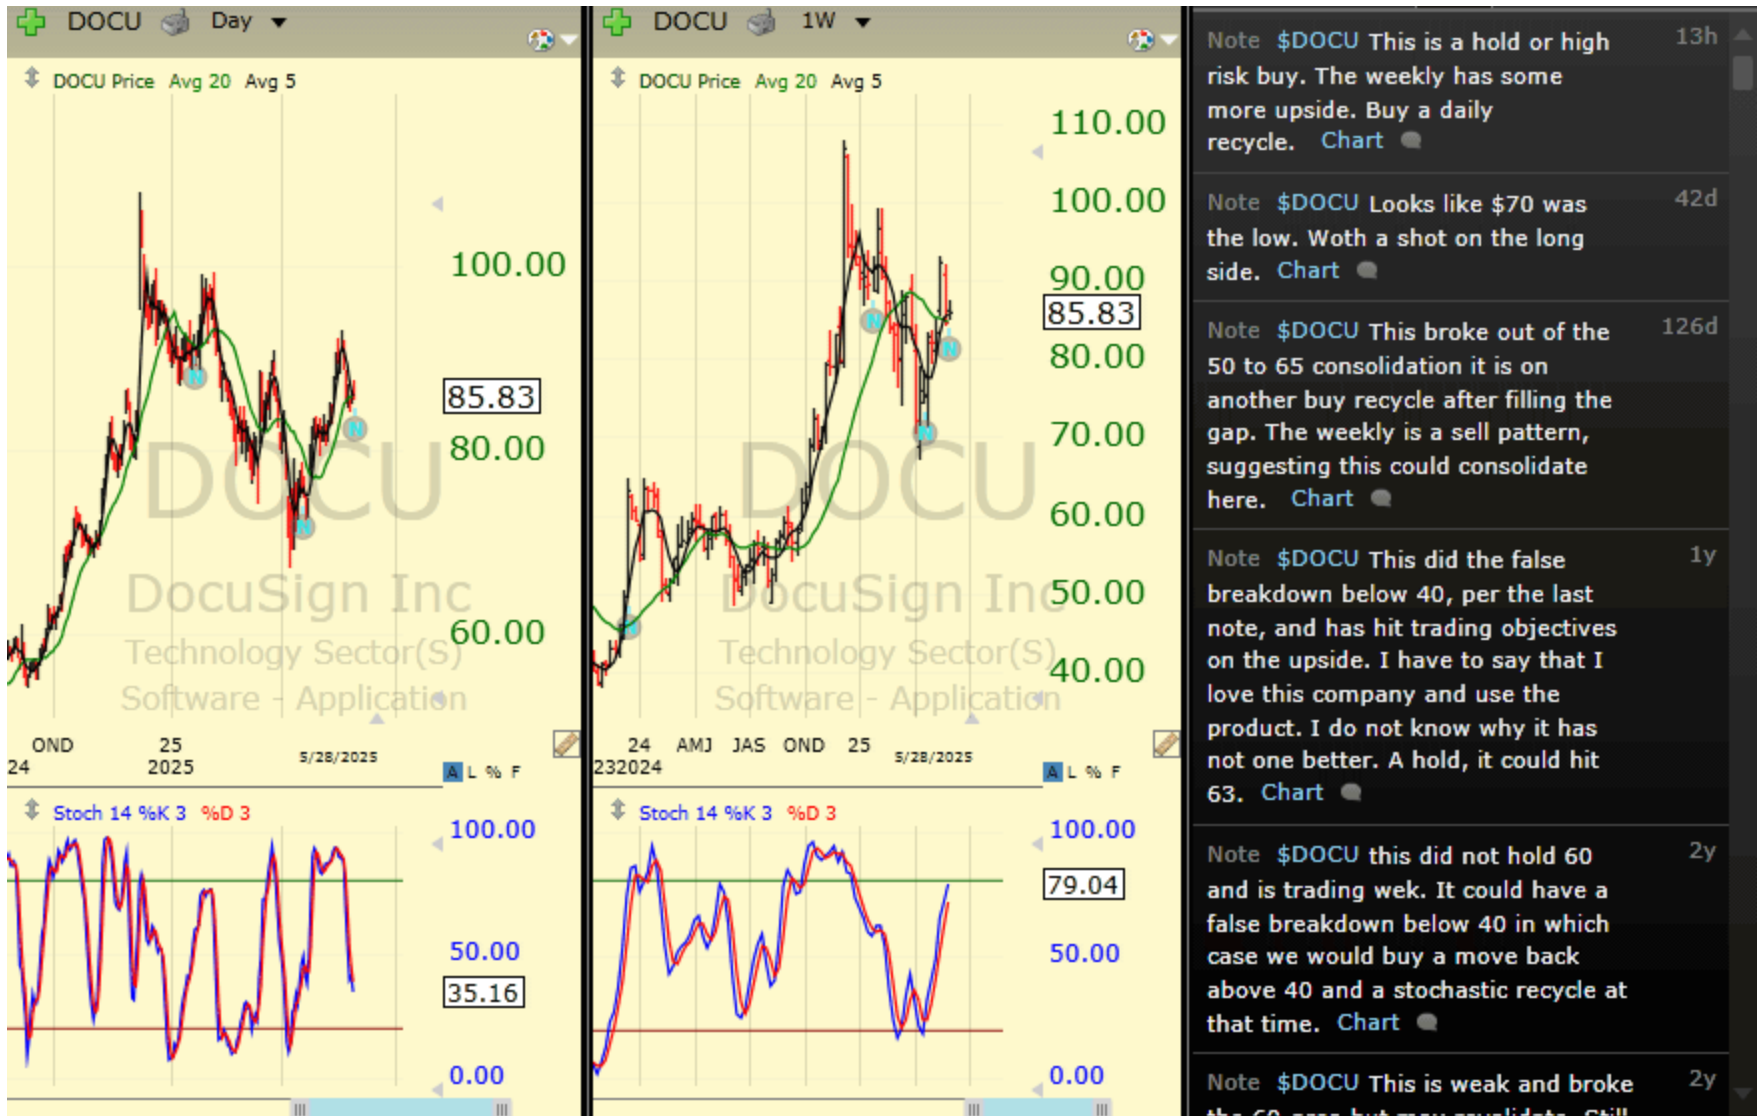 DOCU Day
DOCU Price Avg 20 Avg 5
100.00
85.83
80.00
60.00
DOCU
DocuSign Inc
Technology Sector(S)
Software - Application
OND 25 5/28/2025
24 2025
A L % F
Stoch 14 %K 3 %D 3
100.00
50.00
35.16
0.00
N
N
N
DOCU 1W
DOCU Price Avg 20 Avg 5
110.00
100.00
90.00
85.83
80.00
70.00
60.00
50.00
40.00
DOCU
DocuSign Inc
Technology Sector(S)
Software - Application
24 AMJ JAS OND 25 5/28/2025
232024
A L % F
Stoch 14 %K 3 %D 3
100.00
79.04
50.00
0.00
N
N
N
N
Note $DOCU This is a hold or high 13h
risk buy. The weekly has some
more upside. Buy a daily
recycle. Chart
Note $DOCU Looks like $70 was 42d
the low. Woth a shot on the long
side. Chart
Note $DOCU This broke out of the 126d
50 to 65 consolidation it is on
another buy recycle after filling the
gap. The weekly is a sell pattern,
suggesting this could consolidate
here. Chart
Note $DOCU This did the false 1y
breakdown below 40, per the last
note, and has hit trading objectives
on the upside. I have to say that I
love this company and use the
product. I do not know why it has
not one better. A hold, it could hit
63. Chart
Note $DOCU this did not hold 60 2y
and is trading wek. It could have a
false breakdown below 40 in which
case we would buy a move back
above 40 and a stochastic recycle at
that time. Chart
Note $DOCU This is weak and broke 2y